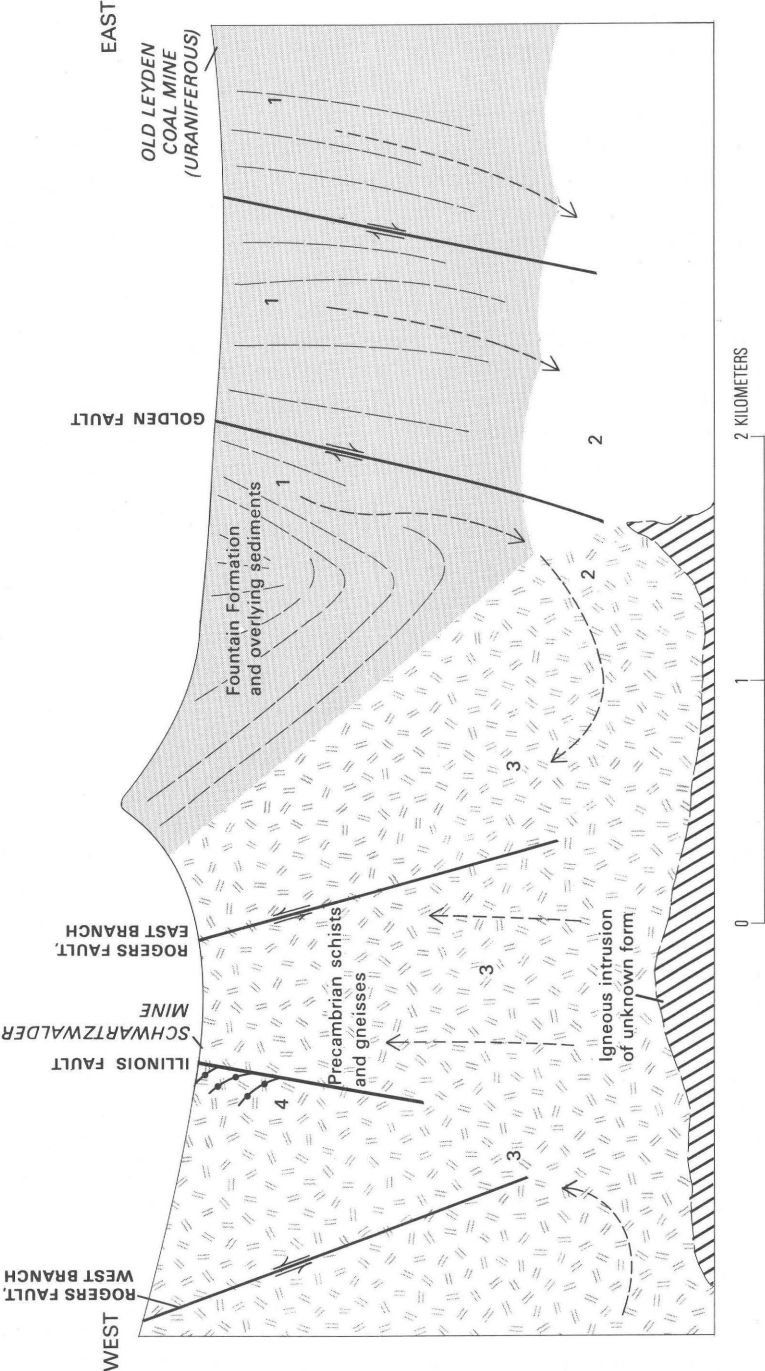 WEST
EAST
ROGERS FAULT,
WEST BRANCH
ILLINOIS FAULT
SCHWARTZWALDER
MINE
ROGERS FAULT,
EAST BRANCH
GOLDEN FAULT
OLD LEYDEN
COAL MINE
(URANIFEROUS)
Fountain Formation
and overlying sediments
1
1
1
Precambrian schists
and gneisses
4
3
3
3
2
2
Igneous intrusion
of unknown form
0
1
2 KILOMETERS